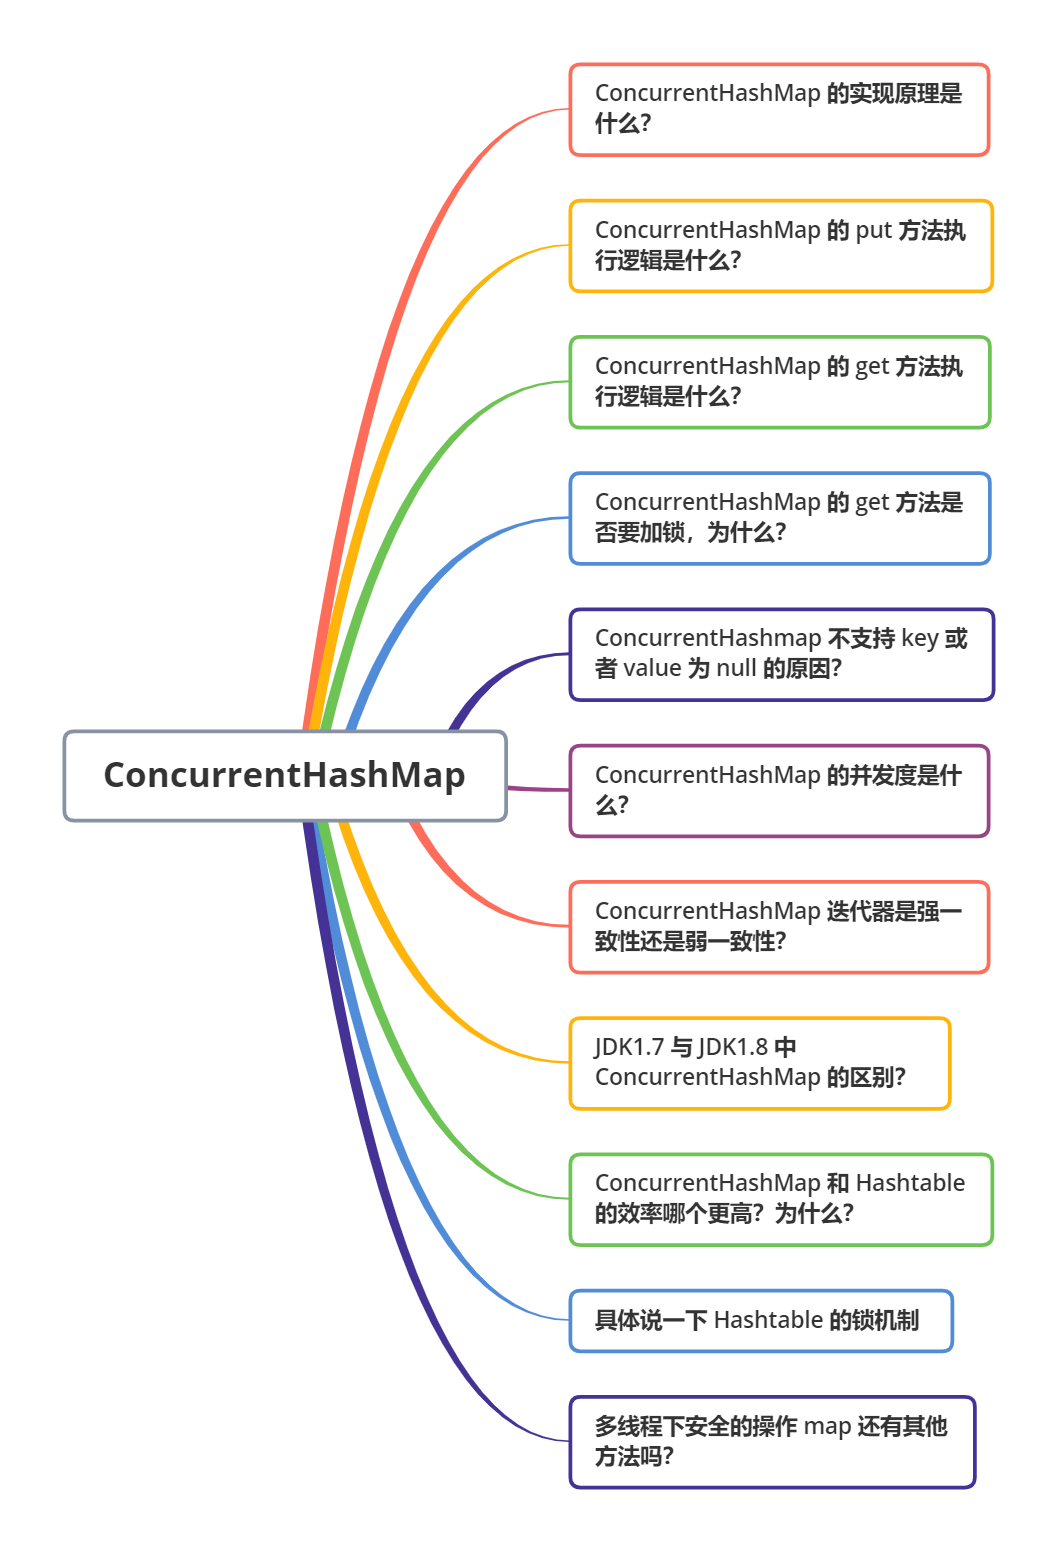 ConcurrentHashMap 的实现原理是
什么？
ConcurrentHashMap 的 put 方法执
行逻辑是什么？
ConcurrentHashMap 的 get 方法执
行逻辑是什么？
ConcurrentHashMap 的 get 方法是
否要加锁，为什么？
ConcurrentHashmap 不支持 key 或
者 value 为 null 的原因？
ConcurrentHashMap
ConcurrentHashMap 的并发度是什
么？
ConcurrentHashMap 迭代器是强一
致性还是弱一致性？
JDK1.7 与 JDK1.8 中
ConcurrentHashMap 的区别？
ConcurrentHashMap 和 Hashtable
的效率哪个更高？为什么？
具体说一下 Hashtable 的锁机制
多线程下安全的操作 map 还有其他
方法吗？